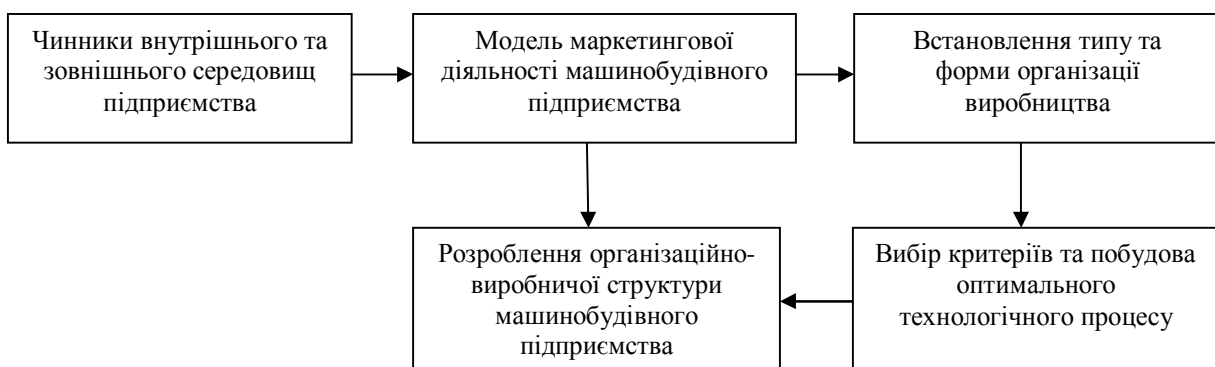 Чинники внутрішнього та
зовнішнього середовищ
підприємства
Модель маркетингової
діяльності машинобудівного
підприємства
Встановлення типу та
форми організації
виробництва
Розроблення організаційно-
виробничої структури
машинобудівного
підприємства
Вибір критеріїв та побудова
оптимального
технологічного процесу